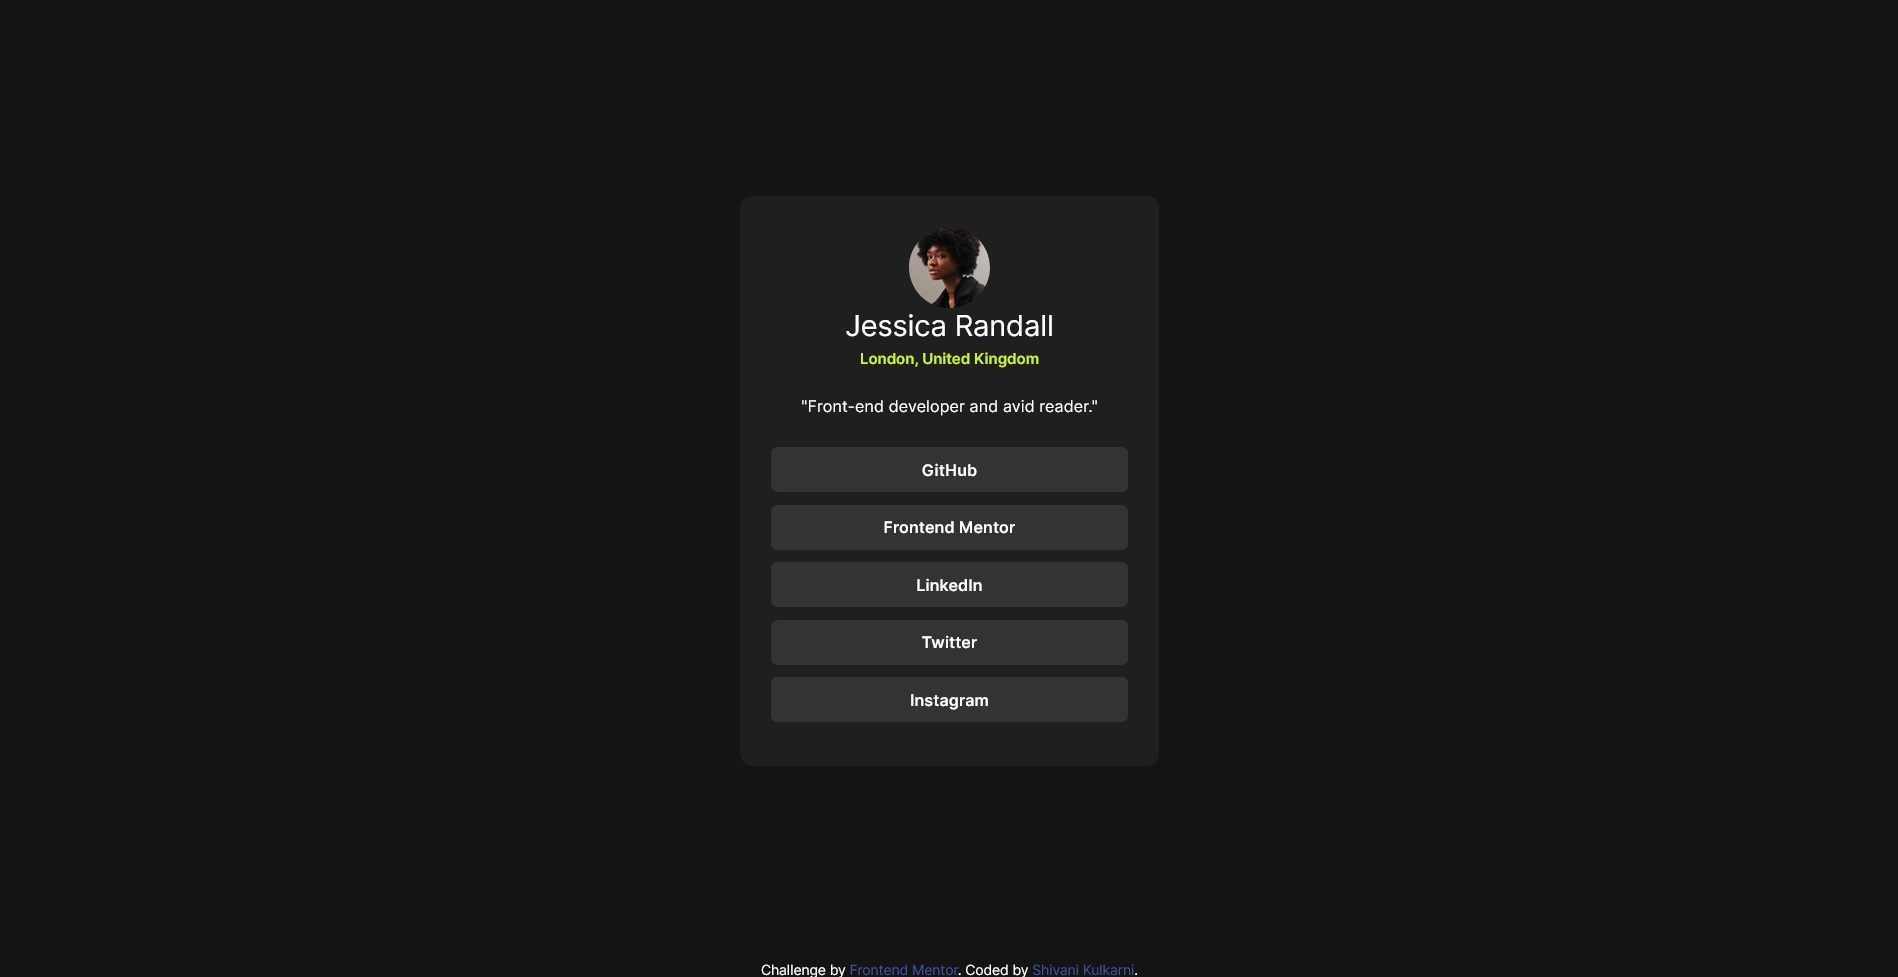 Jessica Randall
London, United Kingdom
"Front-end developer and avid reader."
GitHub
Frontend Mentor
LinkedIn
Twitter
Instagram
Challenge by Frontend Mentor. Coded by Shivani Kulkarni.